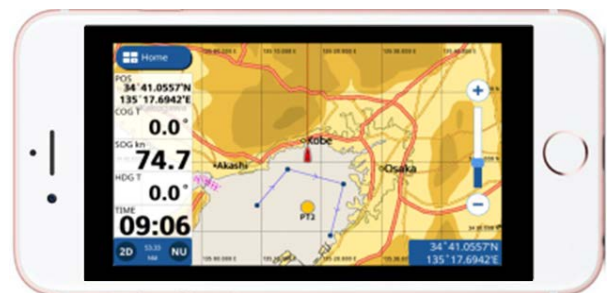 Home
POS
34°41.0557'N
135°17.6942'E
COG T
0.0°
SOG kn
74.7
HDG T
0.0°
TIME
09:06
2D
NU
Kobe
Akashi
Osaka
PT3
+
−
34°41.0557'N
135°17.6942'E